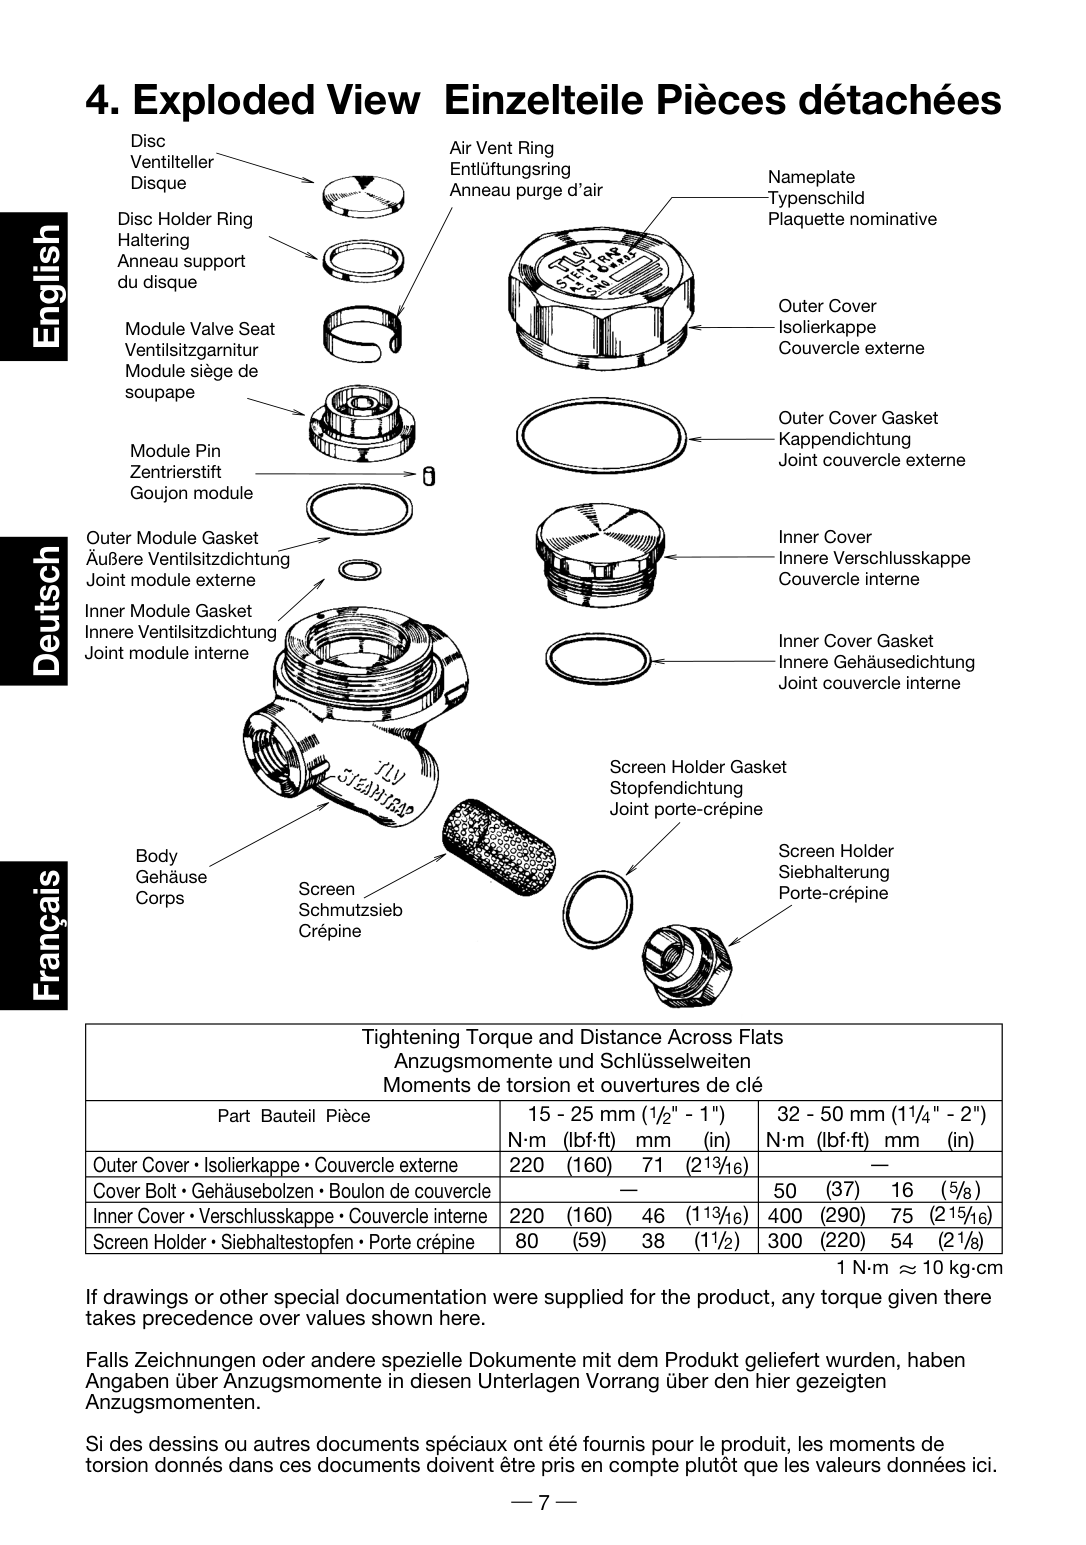 4. Exploded View Einzelteile Pièces détachées
Disc
Ventilteller
Disque
Air Vent Ring
Entlüftungsring
Anneau purge d'air
Nameplate
Typenschild
Plaquette nominative
Disc Holder Ring
Haltering
Anneau support
du disque
English
TLV
STEM TRAP
S.NO
Outer Cover
Isolierkappe
Couvercle externe
Module Valve Seat
Ventilsitzgarnitur
Module siège de
soupape
Outer Cover Gasket
Kappendichtung
Joint couvercle externe
Module Pin
Zentrierstift
Goujon module
Outer Module Gasket
Äußere Ventilsitzdichtung
Joint module externe
Inner Cover
Innere Verschlusskappe
Couvercle interne
Deutsch
Inner Module Gasket
Innere Ventilsitzdichtung
Joint module interne
Inner Cover Gasket
Innere Gehäusedichtung
Joint couvercle interne
TLV
STEAMTRAP
Screen Holder Gasket
Stopfendichtung
Joint porte-crépine
Body
Gehäuse
Corps
Screen
Schmutzsieb
Crépine
Screen Holder
Siebhalterung
Porte-crépine
Français
Tightening Torque and Distance Across Flats
Anzugsmomente und Schlüsselweiten
Moments de torsion et ouvertures de clé
Part Bauteil Pièce 15 - 25 mm (1/2" - 1") 32 - 50 mm (11/4" - 2")
N·m (lbf·ft) mm (in) N·m (lbf·ft) mm (in)
Outer Cover • Isolierkappe • Couvercle externe 220 (160) 71 (213/16) —
Cover Bolt • Gehäusebolzen • Boulon de couvercle — 50 (37) 16 (5/8)
Inner Cover • Verschlusskappe • Couvercle interne 220 (160) 46 (113/16) 400 (290) 75 (215/16)
Screen Holder • Siebhaltestopfen • Porte crépine 80 (59) 38 (11/2) 300 (220) 54 (21/8)
1 N·m ≈ 10 kg·cm
If drawings or other special documentation were supplied for the product, any torque given there
takes precedence over values shown here.
Falls Zeichnungen oder andere spezielle Dokumente mit dem Produkt geliefert wurden, haben
Angaben über Anzugsmomente in diesen Unterlagen Vorrang über den hier gezeigten
Anzugsmomenten.
Si des dessins ou autres documents spéciaux ont été fournis pour le produit, les moments de
torsion donnés dans ces documents doivent être pris en compte plutôt que les valeurs données ici.
— 7 —